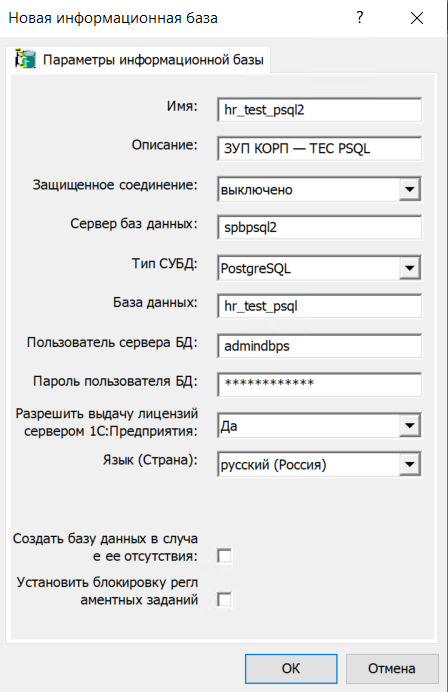 Новая информационная база
?
Параметры информационной базы
Имя: hr_test_psql2
Описание: ЗУП КОРП — ТЕС PSQL
Защищенное соединение: выключено
Сервер баз данных: spbpsql2
Тип СУБД: PostgreSQL
База данных: hr_test_psql
Пользователь сервера БД: admindbps
Пароль пользователя БД: ************
Разрешить выдачу лицензий
сервером 1С:Предприятия: Да
Язык (Страна): русский (Россия)
Создать базу данных в случа
е ее отсутствия:
Установить блокировку регл
аментных заданий
ОК
Отмена